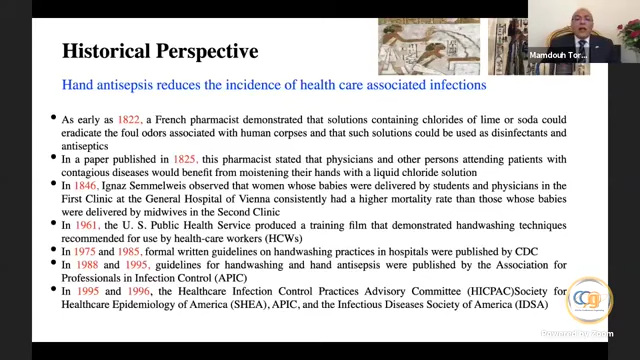 Historical Perspective
Mamdouh Tor...
Hand antisepsis reduces the incidence of health care associated infections
• As early as 1822, a French pharmacist demonstrated that solutions containing chlorides of lime or soda could
eradicate the foul odors associated with human corpses and that such solutions could be used as disinfectants and
antiseptics
• In a paper published in 1825, this pharmacist stated that physicians and other persons attending patients with
contagious diseases would benefit from moistening their hands with a liquid chloride solution
• In 1846, Ignaz Semmelweis observed that women whose babies were delivered by students and physicians in the
First Clinic at the General Hospital of Vienna consistently had a higher mortality rate than those whose babies
were delivered by midwives in the Second Clinic
• In 1961, the U. S. Public Health Service produced a training film that demonstrated handwashing techniques
recommended for use by health-care workers (HCWs)
• In 1975 and 1985, formal written guidelines on handwashing practices in hospitals were published by CDC
• In 1988 and 1995, guidelines for handwashing and hand antisepsis were published by the Association for
Professionals in Infection Control (APIC)
• In 1995 and 1996, the Healthcare Infection Control Practices Advisory Committee (HICPAC)Society for
Healthcare Epidemiology of America (SHEA), APIC, and the Infectious Diseases Society of America (IDSA)
Powered by Zoom